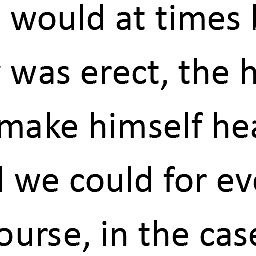 would at times
was erect, the
make himself
we could for
in the case